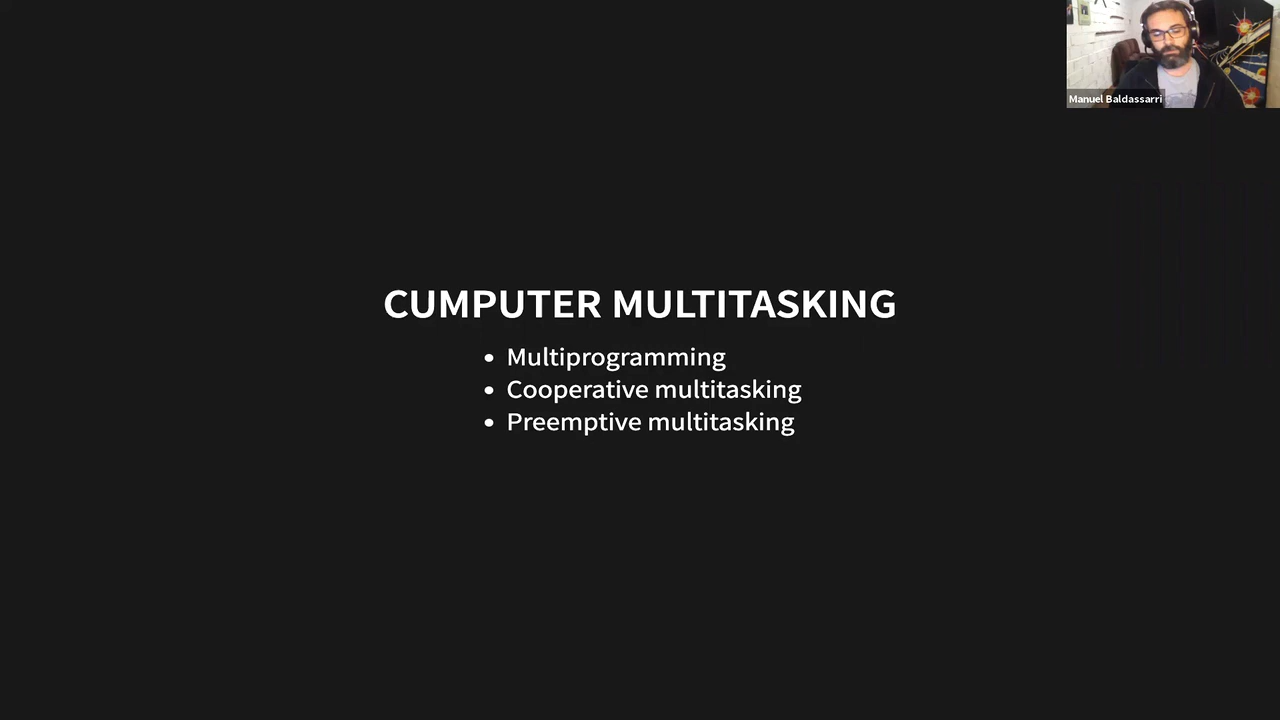 Manuel Baldassarri
CUMPUTER MULTITASKING
• Multiprogramming
• Cooperative multitasking
• Preemptive multitasking